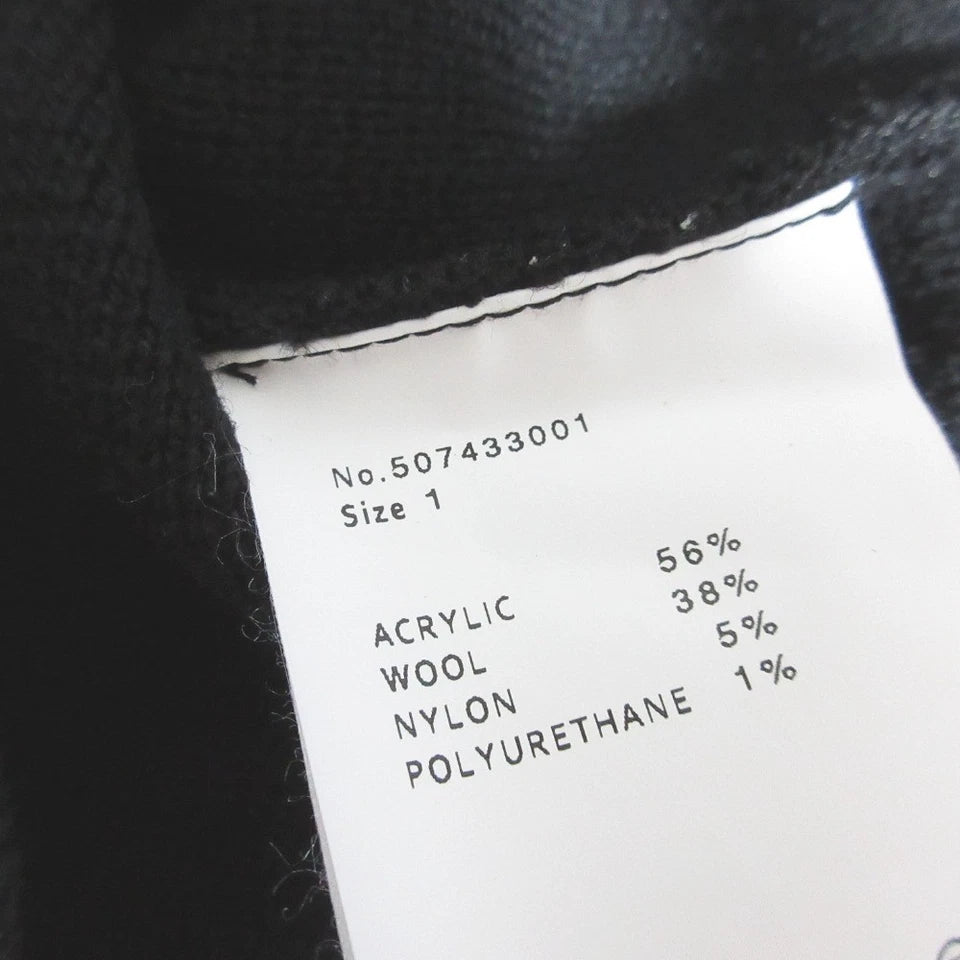 No.507433001
Size 1
ACRYLIC 56%
WOOL 38%
NYLON 5%
POLYURETHANE 1%